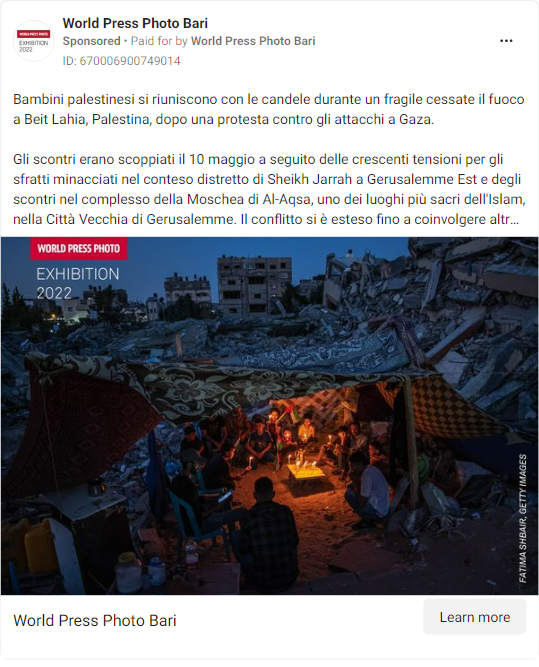 World Press Photo Bari
Sponsored • Paid for by World Press Photo Bari
ID: 670006900749014
WORLD PRESS PHOTO
EXHIBITION
2022
Bambini palestinesi si riuniscono con le candele durante un fragile cessate il fuoco
a Beit Lahia, Palestina, dopo una protesta contro gli attacchi a Gaza.
Gli scontri erano scoppiati il 10 maggio a seguito delle crescenti tensioni per gli
sfratti minacciati nel conteso distretto di Sheikh Jarrah a Gerusalemme Est e degli
scontri nel complesso della Moschea di Al-Aqsa, uno dei luoghi più sacri dell'Islam,
nella Città Vecchia di Gerusalemme. Il conflitto si è esteso fino a coinvolgere altr...
WORLD PRESS PHOTO
EXHIBITION
2022
FATIMA SHBAIR, GETTY IMAGES
World Press Photo Bari
Learn more